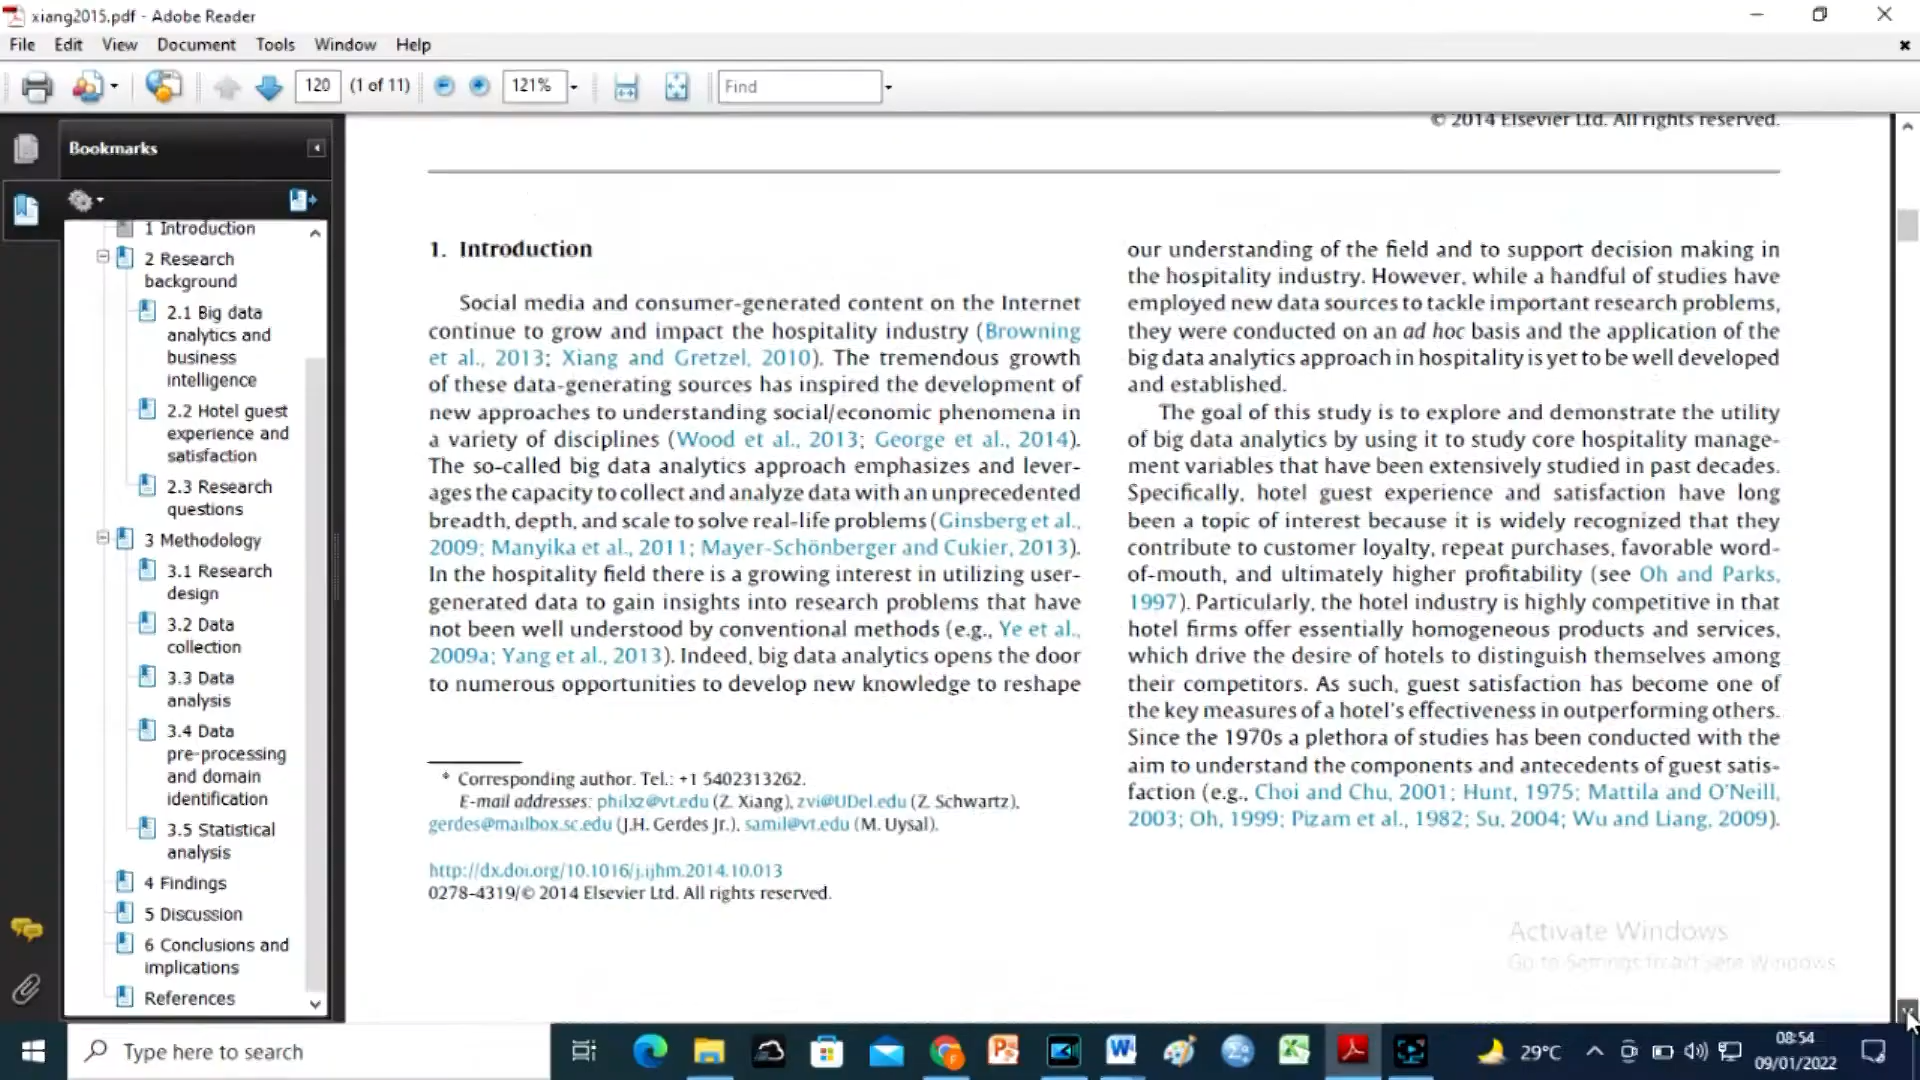 xiang2015.pdf - Adobe Reader
File Edit View Document Tools Window Help
120 (1 of 11) 121% Find
Bookmarks
1 Introduction
2 Research
background
2.1 Big data
analytics and
business
intelligence
2.2 Hotel guest
experience and
satisfaction
2.3 Research
questions
3 Methodology
3.1 Research
design
3.2 Data
collection
3.3 Data
analysis
3.4 Data
pre-processing
and domain
identification
3.5 Statistical
analysis
4 Findings
5 Discussion
6 Conclusions and
implications
References
© 2014 Elsevier Ltd. All rights reserved.
1. Introduction
Social media and consumer-generated content on the Internet
continue to grow and impact the hospitality industry (Browning
et al., 2013; Xiang and Gretzel, 2010). The tremendous growth
of these data-generating sources has inspired the development of
new approaches to understanding social/economic phenomena in
a variety of disciplines (Wood et al., 2013; George et al., 2014).
The so-called big data analytics approach emphasizes and lever-
ages the capacity to collect and analyze data with an unprecedented
breadth, depth, and scale to solve real-life problems (Ginsberg et al.,
2009; Manyika et al., 2011; Mayer-Schönberger and Cukier, 2013).
In the hospitality field there is a growing interest in utilizing user-
generated data to gain insights into research problems that have
not been well understood by conventional methods (e.g., Ye et al.,
2009a; Yang et al., 2013). Indeed, big data analytics opens the door
to numerous opportunities to develop new knowledge to reshape
* Corresponding author. Tel.: +1 5402313262.
E-mail addresses: philxz@vt.edu (Z. Xiang), zvi@UDel.edu (Z. Schwartz),
gerdes@mailbox.sc.edu (J.H. Gerdes Jr.), samil@vt.edu (M. Uysal).
http://dx.doi.org/10.1016/j.ijhm.2014.10.013
0278-4319/© 2014 Elsevier Ltd. All rights reserved.
our understanding of the field and to support decision making in
the hospitality industry. However, while a handful of studies have
employed new data sources to tackle important research problems,
they were conducted on an ad hoc basis and the application of the
big data analytics approach in hospitality is yet to be well developed
and established.
The goal of this study is to explore and demonstrate the utility
of big data analytics by using it to study core hospitality manage-
ment variables that have been extensively studied in past decades.
Specifically, hotel guest experience and satisfaction have long
been a topic of interest because it is widely recognized that they
contribute to customer loyalty, repeat purchases, favorable word-
of-mouth, and ultimately higher profitability (see Oh and Parks,
1997). Particularly, the hotel industry is highly competitive in that
hotel firms offer essentially homogeneous products and services,
which drive the desire of hotels to distinguish themselves among
their competitors. As such, guest satisfaction has become one of
the key measures of a hotel's effectiveness in outperforming others.
Since the 1970s a plethora of studies has been conducted with the
aim to understand the components and antecedents of guest satis-
faction (e.g., Choi and Chu, 2001; Hunt, 1975; Mattila and O'Neill,
2003; Oh, 1999; Pizam et al., 1982; Su, 2004; Wu and Liang, 2009).
Activate Windows
Go to Settings to activate Windows
Type here to search
29°C
08:54
09/01/2022